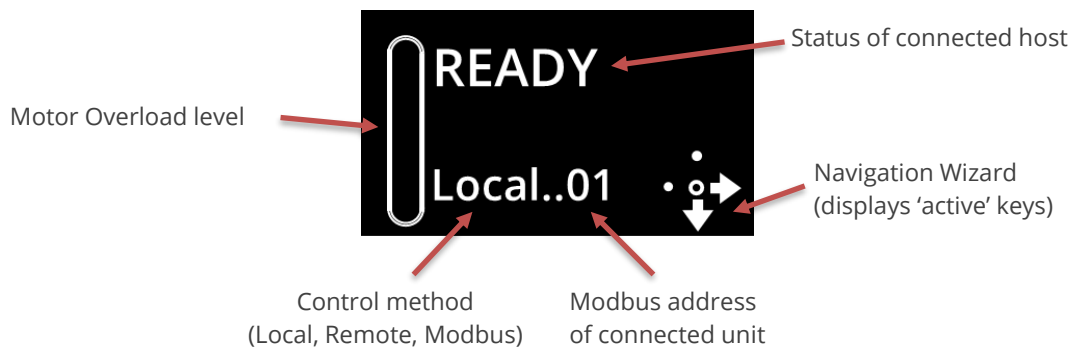 READY
Status of connected host
Motor Overload level
Local..01
Navigation Wizard
(displays ‘active’ keys)
Control method
(Local, Remote, Modbus)
Modbus address
of connected unit